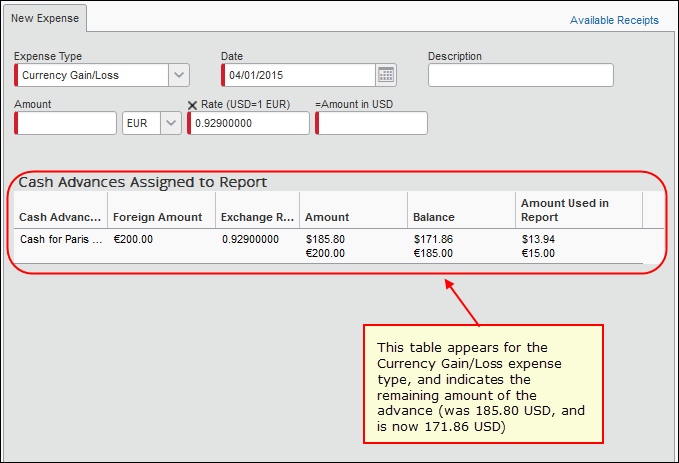 New Expense
Available Receipts
Expense Type Date Description
Currency Gain/Loss 04/01/2015
Amount Rate (USD=1 EUR) =Amount in USD
EUR 0.92900000
Cash Advances Assigned to Report
Cash Advanc... Foreign Amount Exchange R... Amount Balance Amount Used in
Report
Cash for Paris ... €200.00 0.92900000 $185.80 $171.86 $13.94
€200.00 €185.00 €15.00
This table appears for the
Currency Gain/Loss expense
type, and indicates the
remaining amount of the
advance (was 185.80 USD, and
is now 171.86 USD)